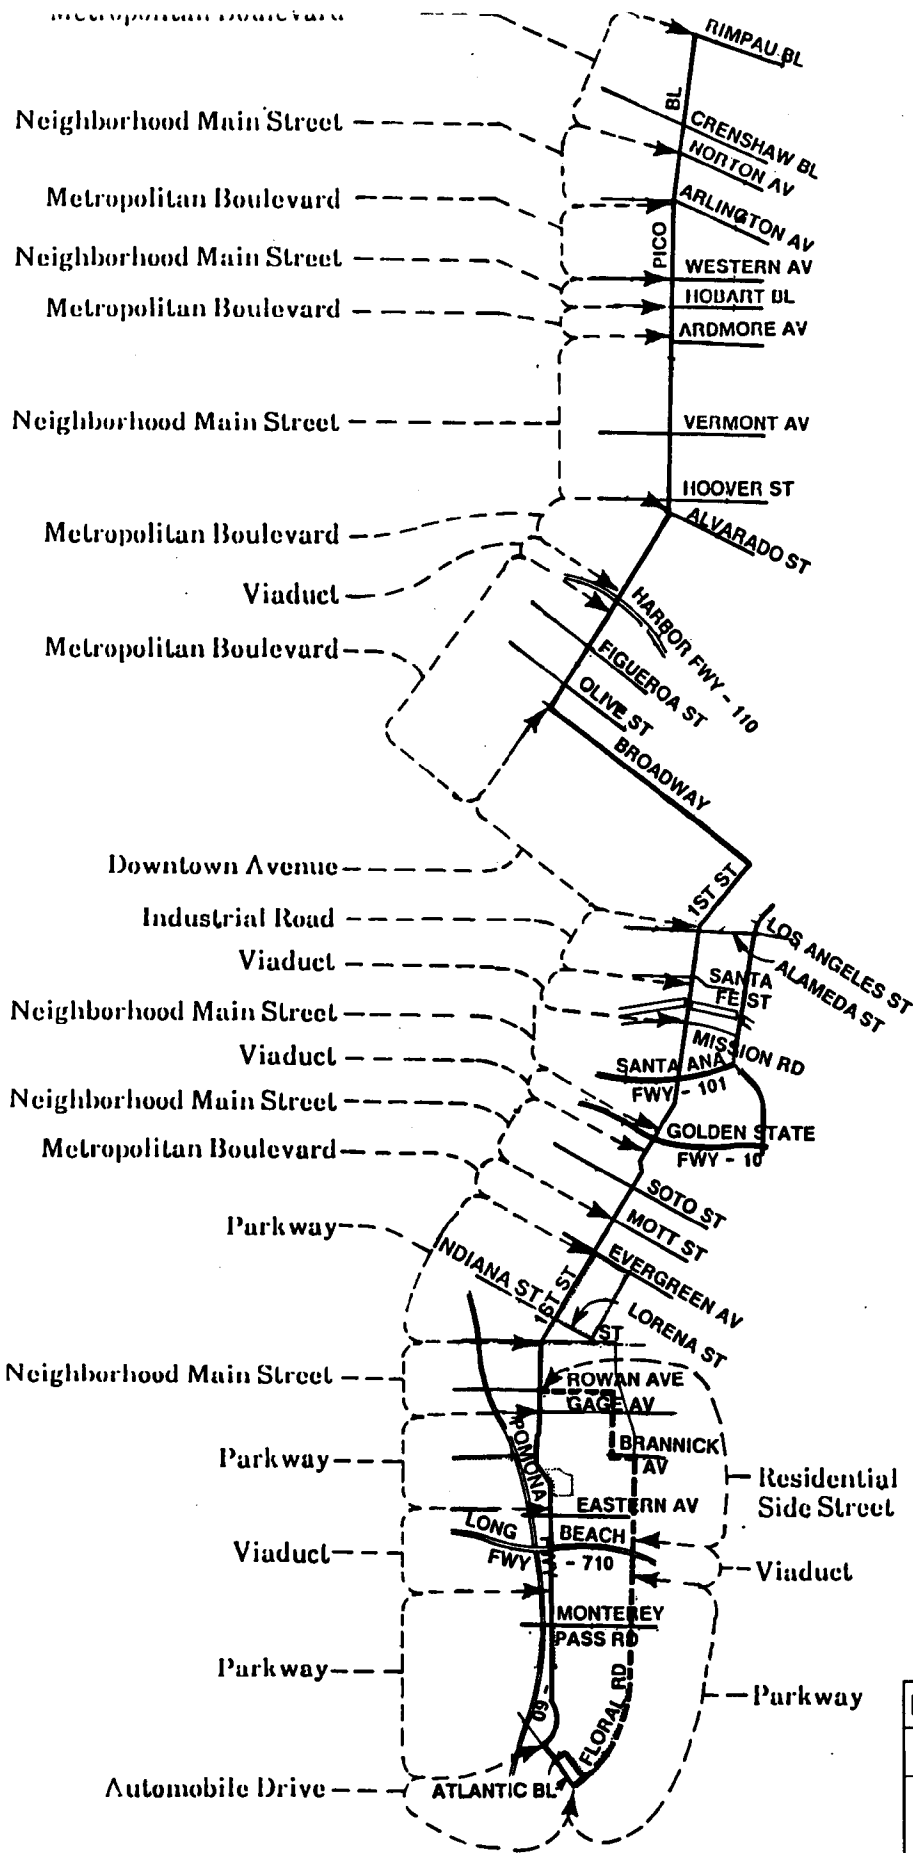 Metropolitan Boulevard
RIMPAU BL
BL
CRENSHAW BL
Neighborhood Main Street
NORTON AV
Metropolitan Boulevard
ARLINGTON AV
PICO
Neighborhood Main Street
WESTERN AV
Metropolitan Boulevard
HOBART BL
ARDMORE AV
Neighborhood Main Street
VERMONT AV
HOOVER ST
Metropolitan Boulevard
ALVARADO ST
Viaduct
HARBOR FWY - 110
Metropolitan Boulevard
FIGUEROA ST
OLIVE ST
BROADWAY
Downtown Avenue
1ST ST
Industrial Road
LOS ANGELES ST
Viaduct
ALAMEDA ST
SANTA
FE ST
Neighborhood Main Street
MISSION RD
Viaduct
SANTA ANA
FWY - 101
Neighborhood Main Street
GOLDEN STATE
FWY - 10
Metropolitan Boulevard
SOTO ST
MOTT ST
Parkway
INDIANA ST
EVERGREEN AV
1ST ST
LORENA ST
ST
Neighborhood Main Street
ROWAN AVE
GAGE AV
POMONA
BRANNICK
AV
Parkway
Residential
Side Street
EASTERN AV
LONG
BEACH
FWY
- 710
Viaduct
Viaduct
MONTEREY
PASS RD
Parkway
FLORAL RD
Parkway
60 -
Automobile Drive
ATLANTIC BL